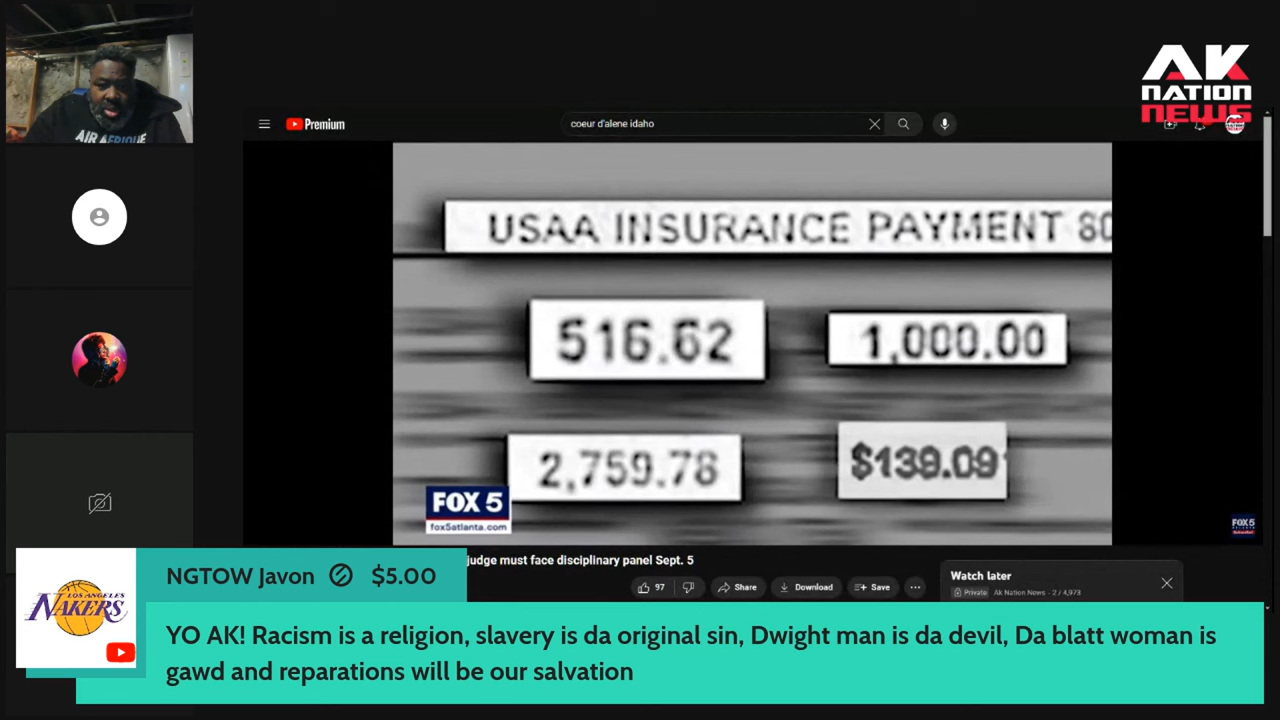 AIR AFRIQUE
AK
NATION
NEWS
Premium
coeur d'alene idaho
USAA INSURANCE PAYMENT 80
516.62
1,000.00
2,759.78
$139.09
FOX 5
fox5atlanta.com
FOX 5
judge must face disciplinary panel Sept. 5
97
Share
Download
Save
Watch later
Private
Ak Nation News - 2 / 4,973
LOS ANGELES
NAKERS
NGTOW Javon
$5.00
YO AK! Racism is a religion, slavery is da original sin, Dwight man is da devil, Da blatt woman is
gawd and reparations will be our salvation